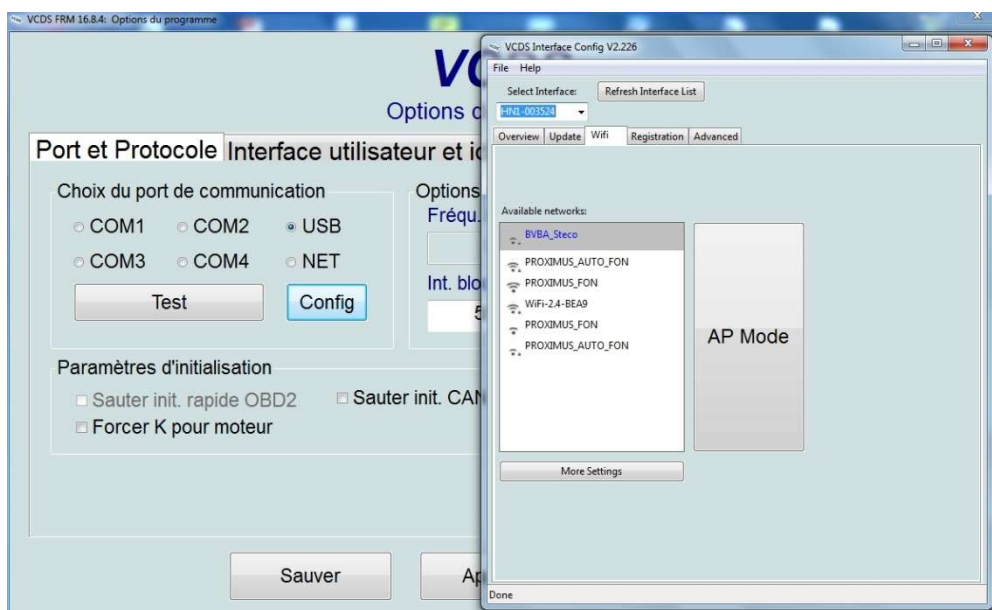 VCDS FRM 16.8.4: Options du programme
Options
Port et Protocole Interface utilisateur et
Choix du port de communication
COM1 COM2 USB
COM3 COM4 NET
Test Config
Options
Fréqu.
Int.
5
Paramètres d'initialisation
Sauter init. rapide OBD2 Sauter init. CAN
Forcer K pour moteur
Sauver
VCDS Interface Config V2.226
File Help
Select Interface: Refresh Interface List
HN1-003524
Overview Update Wifi Registration Advanced
Available networks:
BVBA_Steco
PROXIMUS_AUTO_FON
PROXIMUS_FON
WiFi-2.4-BEA9
PROXIMUS_FON
PROXIMUS_AUTO_FON
AP Mode
More Settings
Done